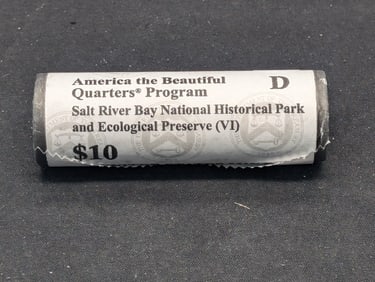 America the Beautiful
Quarters® Program D
Salt River Bay National Historical Park
and Ecological Preserve (VI)
$10